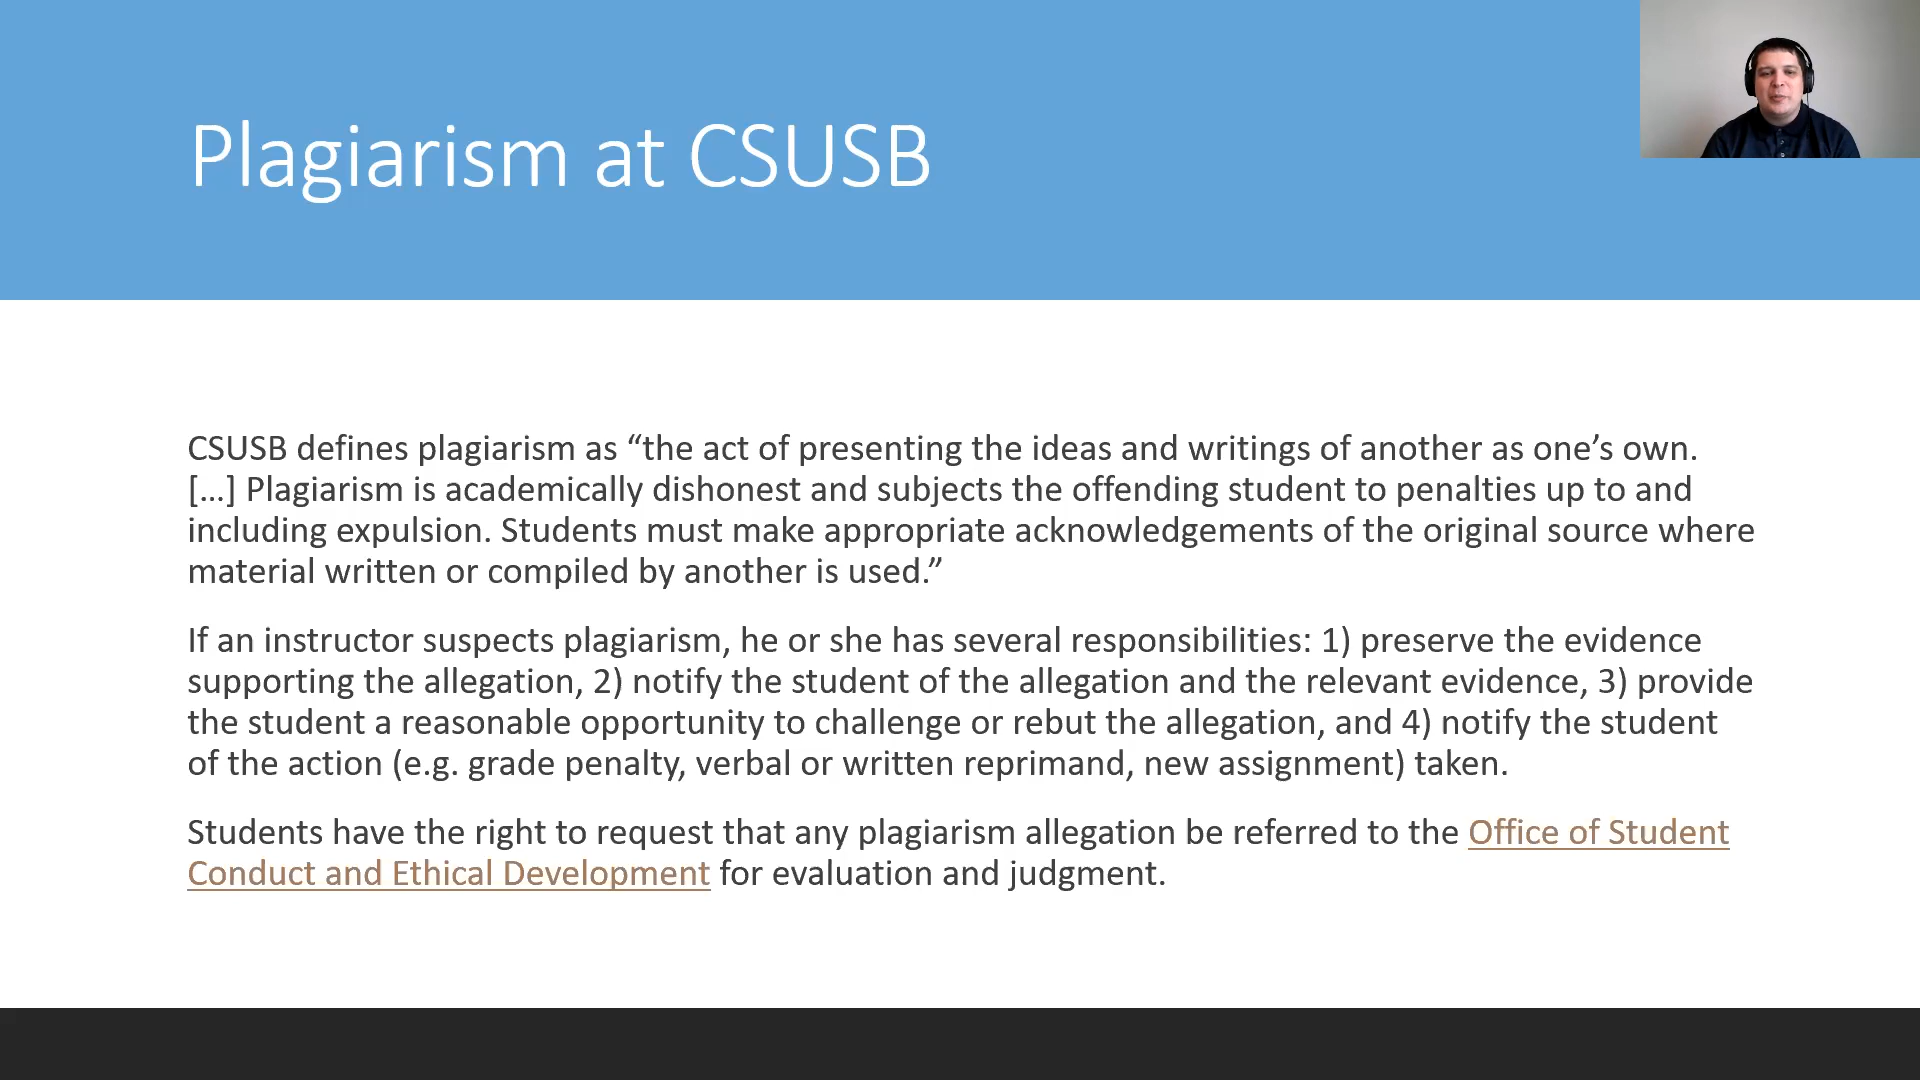 Plagiarism at CSUSB
CSUSB defines plagiarism as “the act of presenting the ideas and writings of another as one’s own.
[…] Plagiarism is academically dishonest and subjects the offending student to penalties up to and
including expulsion. Students must make appropriate acknowledgements of the original source where
material written or compiled by another is used.”
If an instructor suspects plagiarism, he or she has several responsibilities: 1) preserve the evidence
supporting the allegation, 2) notify the student of the allegation and the relevant evidence, 3) provide
the student a reasonable opportunity to challenge or rebut the allegation, and 4) notify the student
of the action (e.g. grade penalty, verbal or written reprimand, new assignment) taken.
Students have the right to request that any plagiarism allegation be referred to the Office of Student
Conduct and Ethical Development for evaluation and judgment.